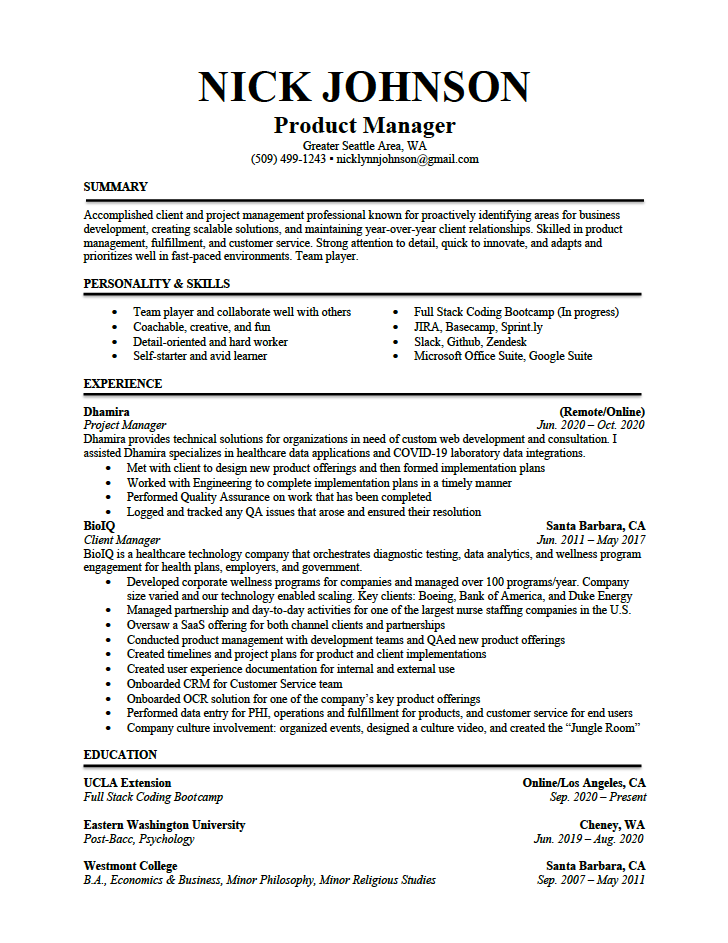 NICK JOHNSON
Product Manager
Greater Seattle Area, WA
(509) 499-1243 ▪ nicklynnjohnson@gmail.com
SUMMARY
Accomplished client and project management professional known for proactively identifying areas for business
development, creating scalable solutions, and maintaining year-over-year client relationships. Skilled in product
management, fulfillment, and customer service. Strong attention to detail, quick to innovate, and adapts and
prioritizes well in fast-paced environments. Team player.
PERSONALITY & SKILLS
• Team player and collaborate well with others
• Coachable, creative, and fun
• Detail-oriented and hard worker
• Self-starter and avid learner
• Full Stack Coding Bootcamp (In progress)
• JIRA, Basecamp, Sprint.ly
• Slack, Github, Zendesk
• Microsoft Office Suite, Google Suite
EXPERIENCE
Dhamira (Remote/Online)
Project Manager Jun. 2020 – Oct. 2020
Dhamira provides technical solutions for organizations in need of custom web development and consultation. I
assisted Dhamira specializes in healthcare data applications and COVID-19 laboratory data integrations.
• Met with client to design new product offerings and then formed implementation plans
• Worked with Engineering to complete implementation plans in a timely manner
• Performed Quality Assurance on work that has been completed
• Logged and tracked any QA issues that arose and ensured their resolution
BioIQ Santa Barbara, CA
Client Manager Jun. 2011 – May 2017
BioIQ is a healthcare technology company that orchestrates diagnostic testing, data analytics, and wellness program
engagement for health plans, employers, and government.
• Developed corporate wellness programs for companies and managed over 100 programs/year. Company
size varied and our technology enabled scaling. Key clients: Boeing, Bank of America, and Duke Energy
• Managed partnership and day-to-day activities for one of the largest nurse staffing companies in the U.S.
• Oversaw a SaaS offering for both channel clients and partnerships
• Conducted product management with development teams and QAed new product offerings
• Created timelines and project plans for product and client implementations
• Created user experience documentation for internal and external use
• Onboarded CRM for Customer Service team
• Onboarded OCR solution for one of the company's key product offerings
• Performed data entry for PHI, operations and fulfillment for products, and customer service for end users
• Company culture involvement: organized events, designed a culture video, and created the “Jungle Room”
EDUCATION
UCLA Extension Online/Los Angeles, CA
Full Stack Coding Bootcamp Sep. 2020 – Present
Eastern Washington University Cheney, WA
Post-Bacc, Psychology Jun. 2019 – Aug. 2020
Westmont College Santa Barbara, CA
B.A., Economics & Business, Minor Philosophy, Minor Religious Studies Sep. 2007 – May 2011